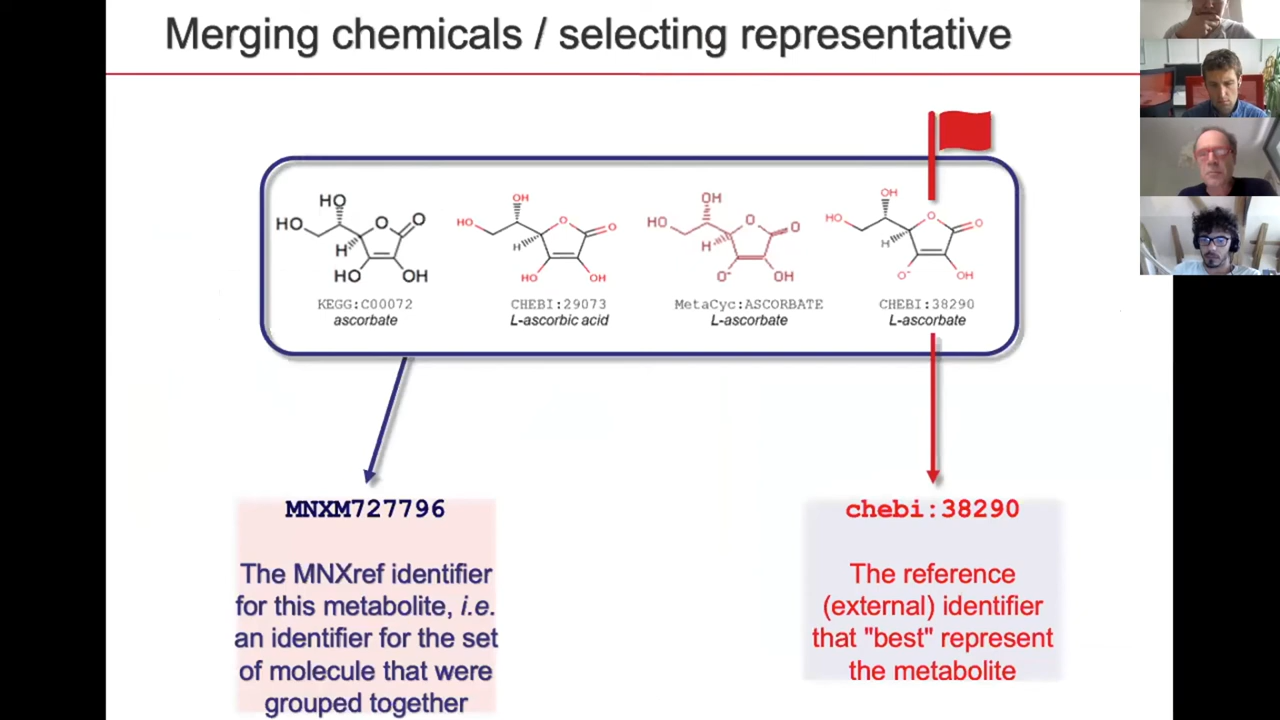 Merging chemicals / selecting representative
HO
HO
O
O
H
HO
OH
OH
HO
O
O
H
HO
OH
OH
HO
O
O
H
O⁻
OH
OH
HO
O
O
H
O⁻
OH
KEGG:C00072
ascorbate
CHEBI:29073
L-ascorbic acid
MetaCyc:ASCORBATE
L-ascorbate
CHEBI:38290
L-ascorbate
MNXM727796
The MNXref identifier
for this metabolite, i.e.
an identifier for the set
of molecule that were
grouped together
chebi:38290
The reference
(external) identifier
that "best" represent
the metabolite